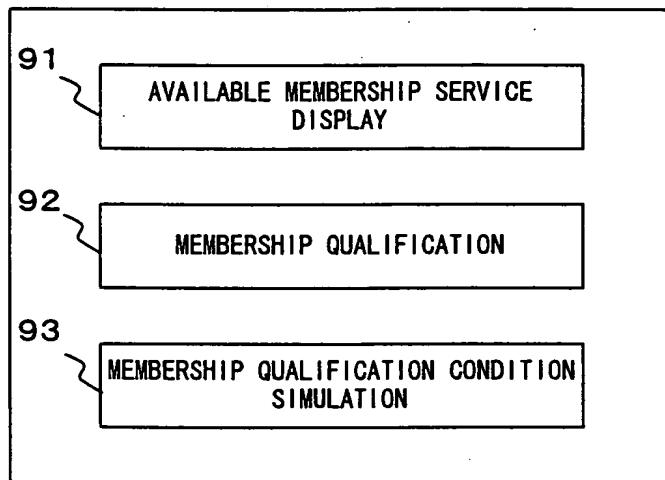 91
AVAILABLE MEMBERSHIP SERVICE
DISPLAY
92
MEMBERSHIP QUALIFICATION
93
MEMBERSHIP QUALIFICATION CONDITION
SIMULATION